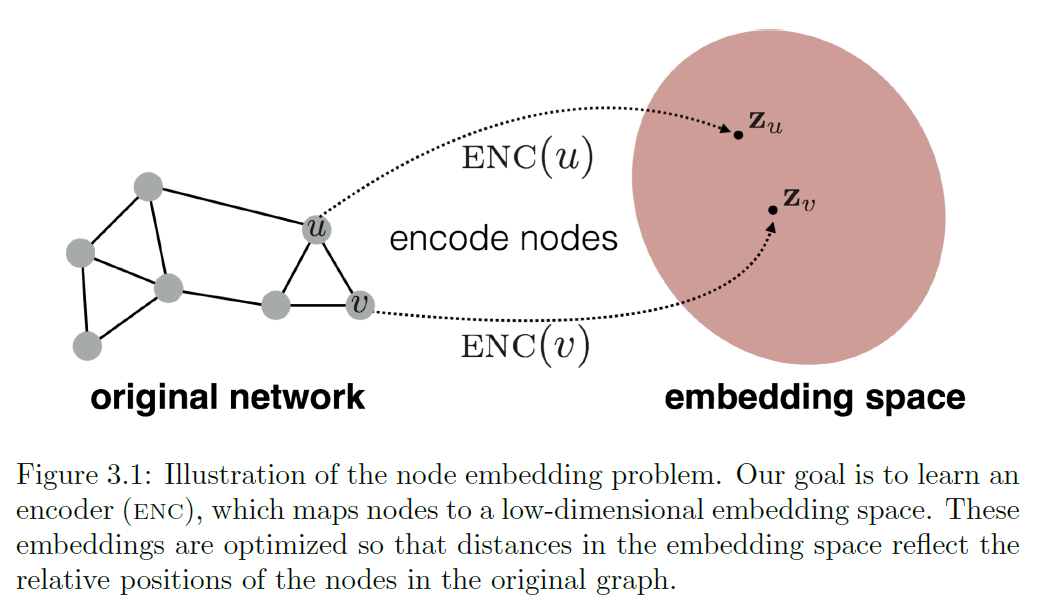 z_u
ENC(u)
z_v
u
encode nodes
v
ENC(v)
original network
embedding space
Figure 3.1: Illustration of the node embedding problem. Our goal is to learn an
encoder (ENC), which maps nodes to a low-dimensional embedding space. These
embeddings are optimized so that distances in the embedding space reflect the
relative positions of the nodes in the original graph.